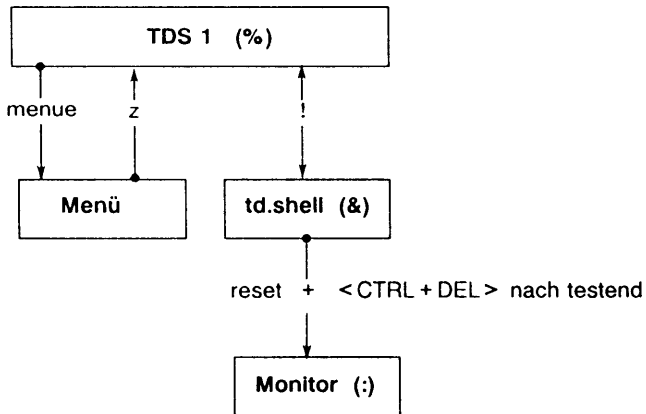 TDS 1 (%)
menue z !
Menü td.shell (&)
reset + <CTRL + DEL> nach testend
Monitor (:)